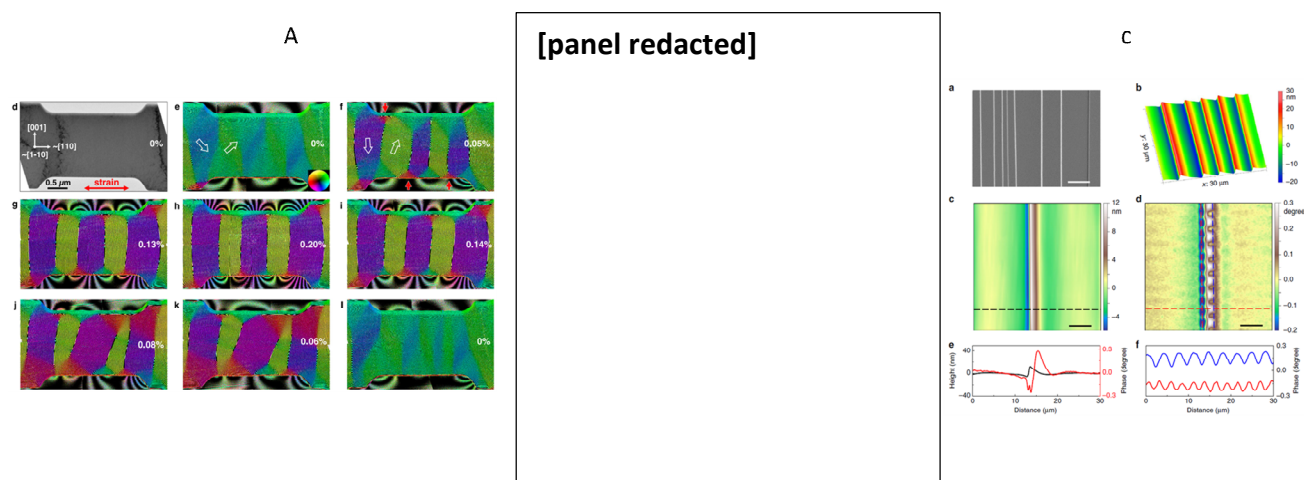 A
[panel redacted]
c
d
[001]
~[110]
~[1-10]
0%
0.5 µm
strain
e
0%
f
0.05%
g
0.13%
h
0.20%
i
0.14%
j
0.08%
k
0.06%
l
0%
a
b
30
nm
20
10
0
−10
−20
y: 30 µm
x: 30 µm
c
12
nm
8
4
0
−4
d
0.3
degree
0.2
0.1
0.0
−0.1
−0.2
e
Height (nm)
40
0
−40
0.3
0.0
−0.3
Phase (degree)
0
10
20
30
Distance (µm)
f
0.3
0.0
−0.3
Phase (degree)
0
10
20
30
Distance (µm)